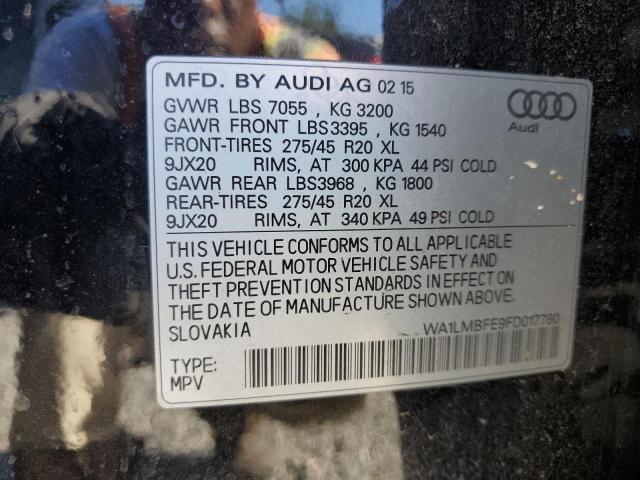 MFD. BY AUDI AG 02 15
GVWR LBS 7055 , KG 3200
GAWR FRONT LBS3395 , KG 1540
FRONT-TIRES 275/45 R20 XL
9JX20 RIMS, AT 300 KPA 44 PSI COLD
GAWR REAR LBS3968 , KG 1800
REAR-TIRES 275/45 R20 XL
9JX20 RIMS, AT 340 KPA 49 PSI COLD
Audi
THIS VEHICLE CONFORMS TO ALL APPLICABLE
U.S. FEDERAL MOTOR VEHICLE SAFETY AND
THEFT PREVENTION STANDARDS IN EFFECT ON
THE DATE OF MANUFACTURE SHOWN ABOVE.
SLOVAKIA WA1LMBFE9FD017780
TYPE:
MPV